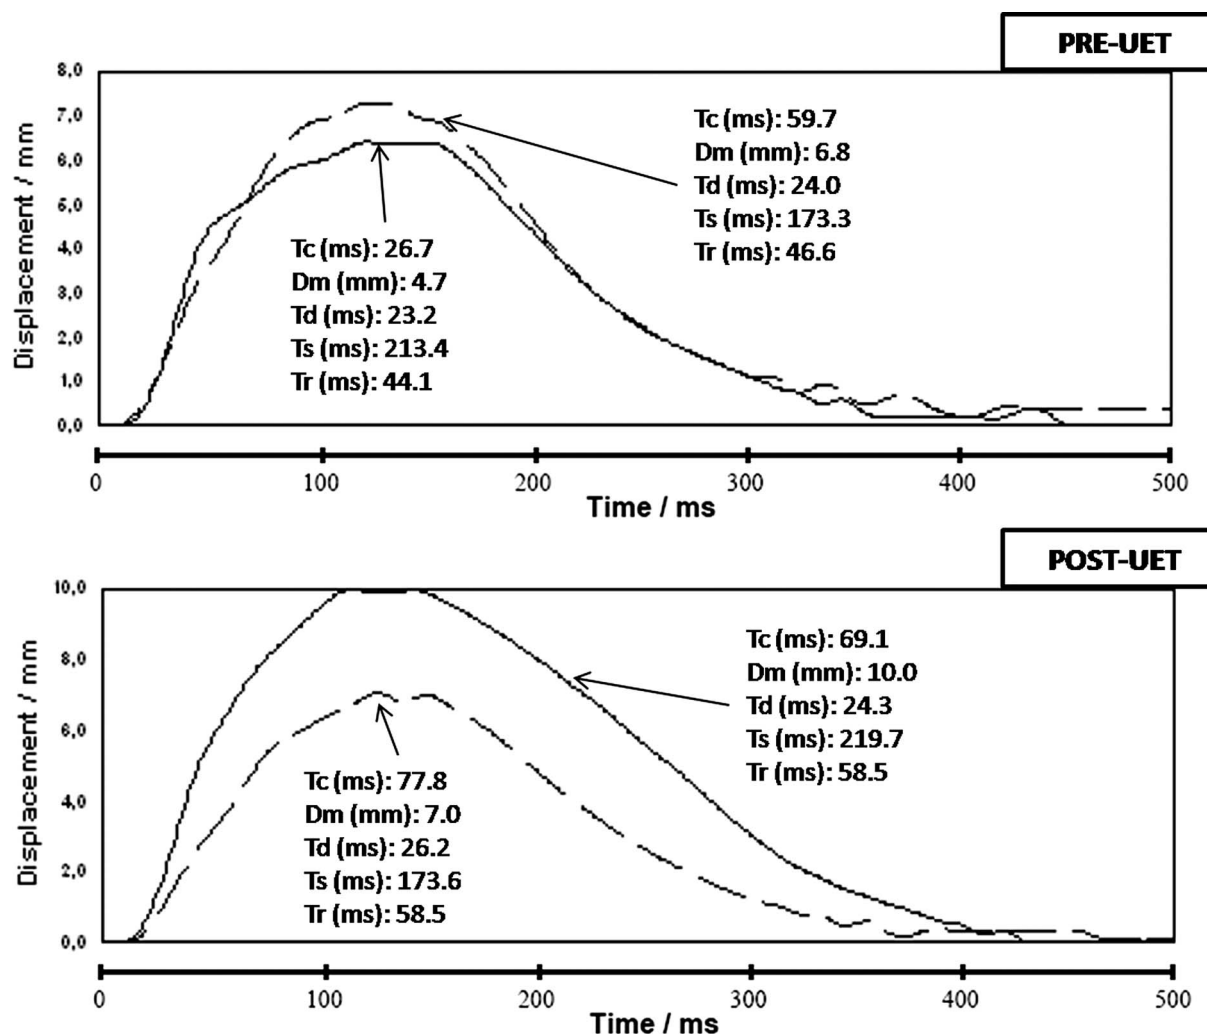 PRE-UET
8,0
7,0
6,0
5,0
4,0
3,0
2,0
1,0
0,0
Displacement / mm
Tc (ms): 59.7
Dm (mm): 6.8
Td (ms): 24.0
Ts (ms): 173.3
Tr (ms): 46.6
Tc (ms): 26.7
Dm (mm): 4.7
Td (ms): 23.2
Ts (ms): 213.4
Tr (ms): 44.1
0 100 200 300 400 500
Time / ms
POST-UET
10,0
8,0
6,0
4,0
2,0
0,0
Displacement / mm
Tc (ms): 69.1
Dm (mm): 10.0
Td (ms): 24.3
Ts (ms): 219.7
Tr (ms): 58.5
Tc (ms): 77.8
Dm (mm): 7.0
Td (ms): 26.2
Ts (ms): 173.6
Tr (ms): 58.5
0 100 200 300 400 500
Time / ms